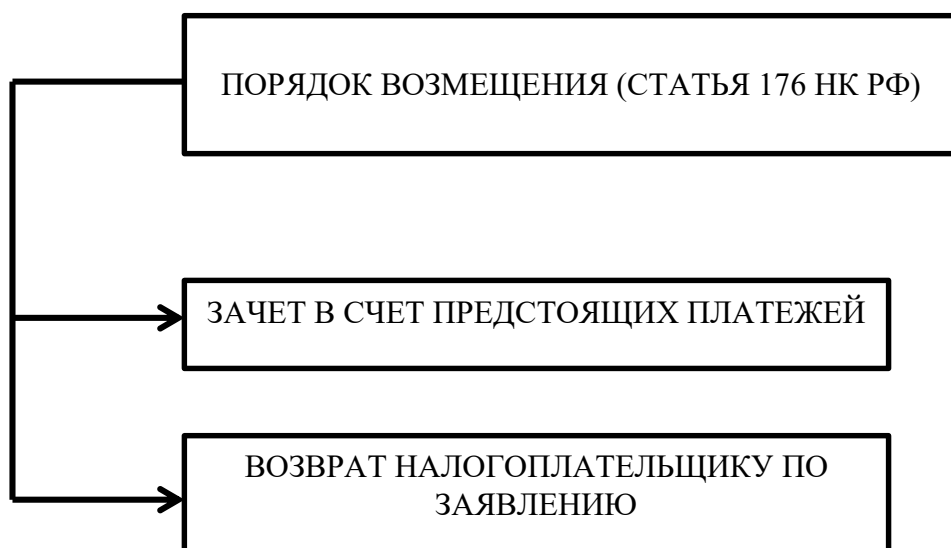 ПОРЯДОК ВОЗМЕЩЕНИЯ (СТАТЬЯ 176 НК РФ)
ЗАЧЕТ В СЧЕТ ПРЕДСТОЯЩИХ ПЛАТЕЖЕЙ
ВОЗВРАТ НАЛОГОПЛАТЕЛЬЩИКУ ПО
ЗАЯВЛЕНИЮ